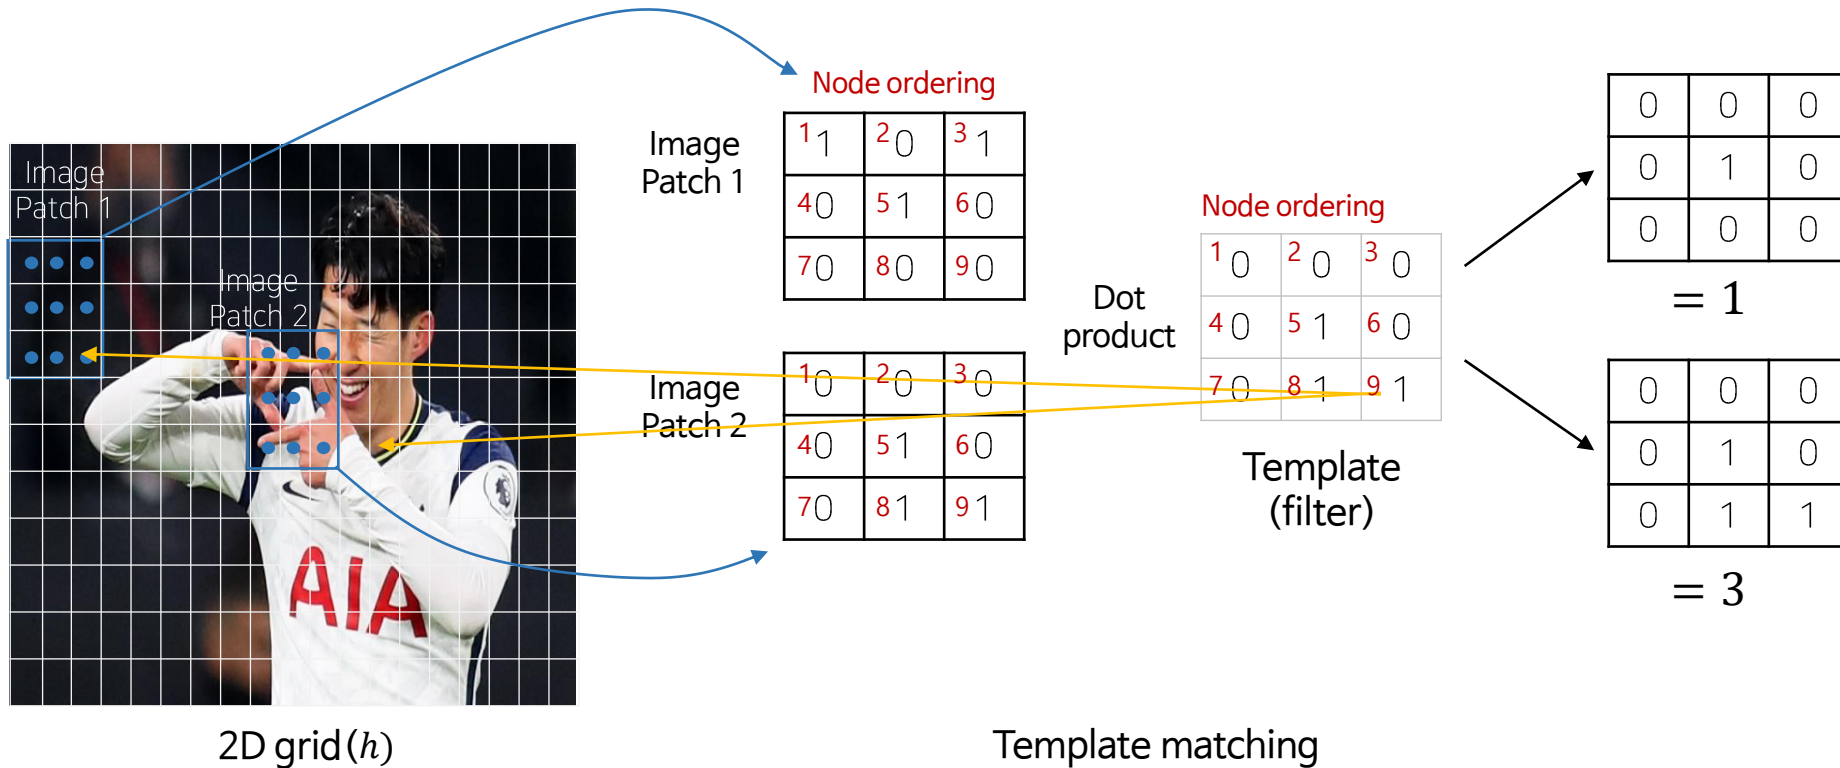 Image
Patch 1
Image
Patch 2
AIA
2D grid(h)
Node ordering
Image
Patch 1
1 1 2 0 3 1
4 0 5 1 6 0
7 0 8 0 9 0
Image
Patch 2
1 0 2 0 3 0
4 0 5 1 6 0
7 0 8 1 9 1
Dot
product
Node ordering
1 0 2 0 3 0
4 0 5 1 6 0
7 0 8 1 9 1
Template
(filter)
0 0 0
0 1 0
0 0 0
= 1
0 0 0
0 1 0
0 1 1
= 3
Template matching